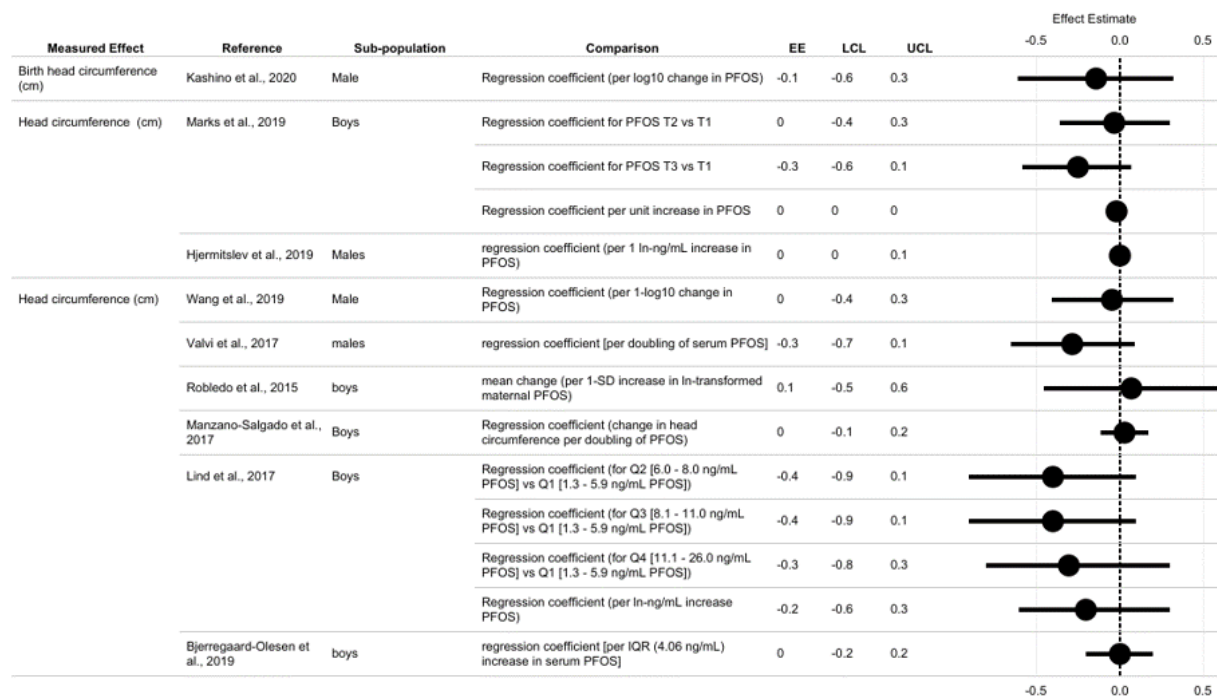 Effect Estimate
Measured Effect Reference Sub-population Comparison EE LCL UCL -0.5 0.0 0.5
Birth head circumference
(cm)
Kashino et al., 2020 Male Regression coefficient (per log10 change in PFOS) -0.1 -0.6 0.3
Head circumference (cm) Marks et al., 2019 Boys Regression coefficient for PFOS T2 vs T1 0 -0.4 0.3
Regression coefficient for PFOS T3 vs T1 -0.3 -0.6 0.1
Regression coefficient per unit increase in PFOS 0 0 0
Hjermitslev et al., 2019 Males
regression coefficient (per 1 ln-ng/mL increase in
PFOS)
0 0 0.1
Head circumference (cm) Wang et al., 2019 Male
Regression coefficient (per 1-log10 change in
PFOS)
0 -0.4 0.3
Valvi et al., 2017 males regression coefficient [per doubling of serum PFOS] -0.3 -0.7 0.1
Robledo et al., 2015 boys
mean change (per 1-SD increase in ln-transformed
maternal PFOS)
0.1 -0.5 0.6
Manzano-Salgado et al.,
2017
Boys
Regression coefficient (change in head
circumference per doubling of PFOS)
0 -0.1 0.2
Lind et al., 2017 Boys
Regression coefficient (for Q2 [6.0 - 8.0 ng/mL
PFOS] vs Q1 [1.3 - 5.9 ng/mL PFOS])
-0.4 -0.9 0.1
Regression coefficient (for Q3 [8.1 - 11.0 ng/mL
PFOS] vs Q1 [1.3 - 5.9 ng/mL PFOS])
-0.4 -0.9 0.1
Regression coefficient (for Q4 [11.1 - 26.0 ng/mL
PFOS] vs Q1 [1.3 - 5.9 ng/mL PFOS])
-0.3 -0.8 0.3
Regression coefficient (per ln-ng/mL increase
PFOS)
-0.2 -0.6 0.3
Bjerregaard-Olesen et
al., 2019
boys
regression coefficient [per IQR (4.06 ng/mL)
increase in serum PFOS]
0 -0.2 0.2
-0.5 0.0 0.5